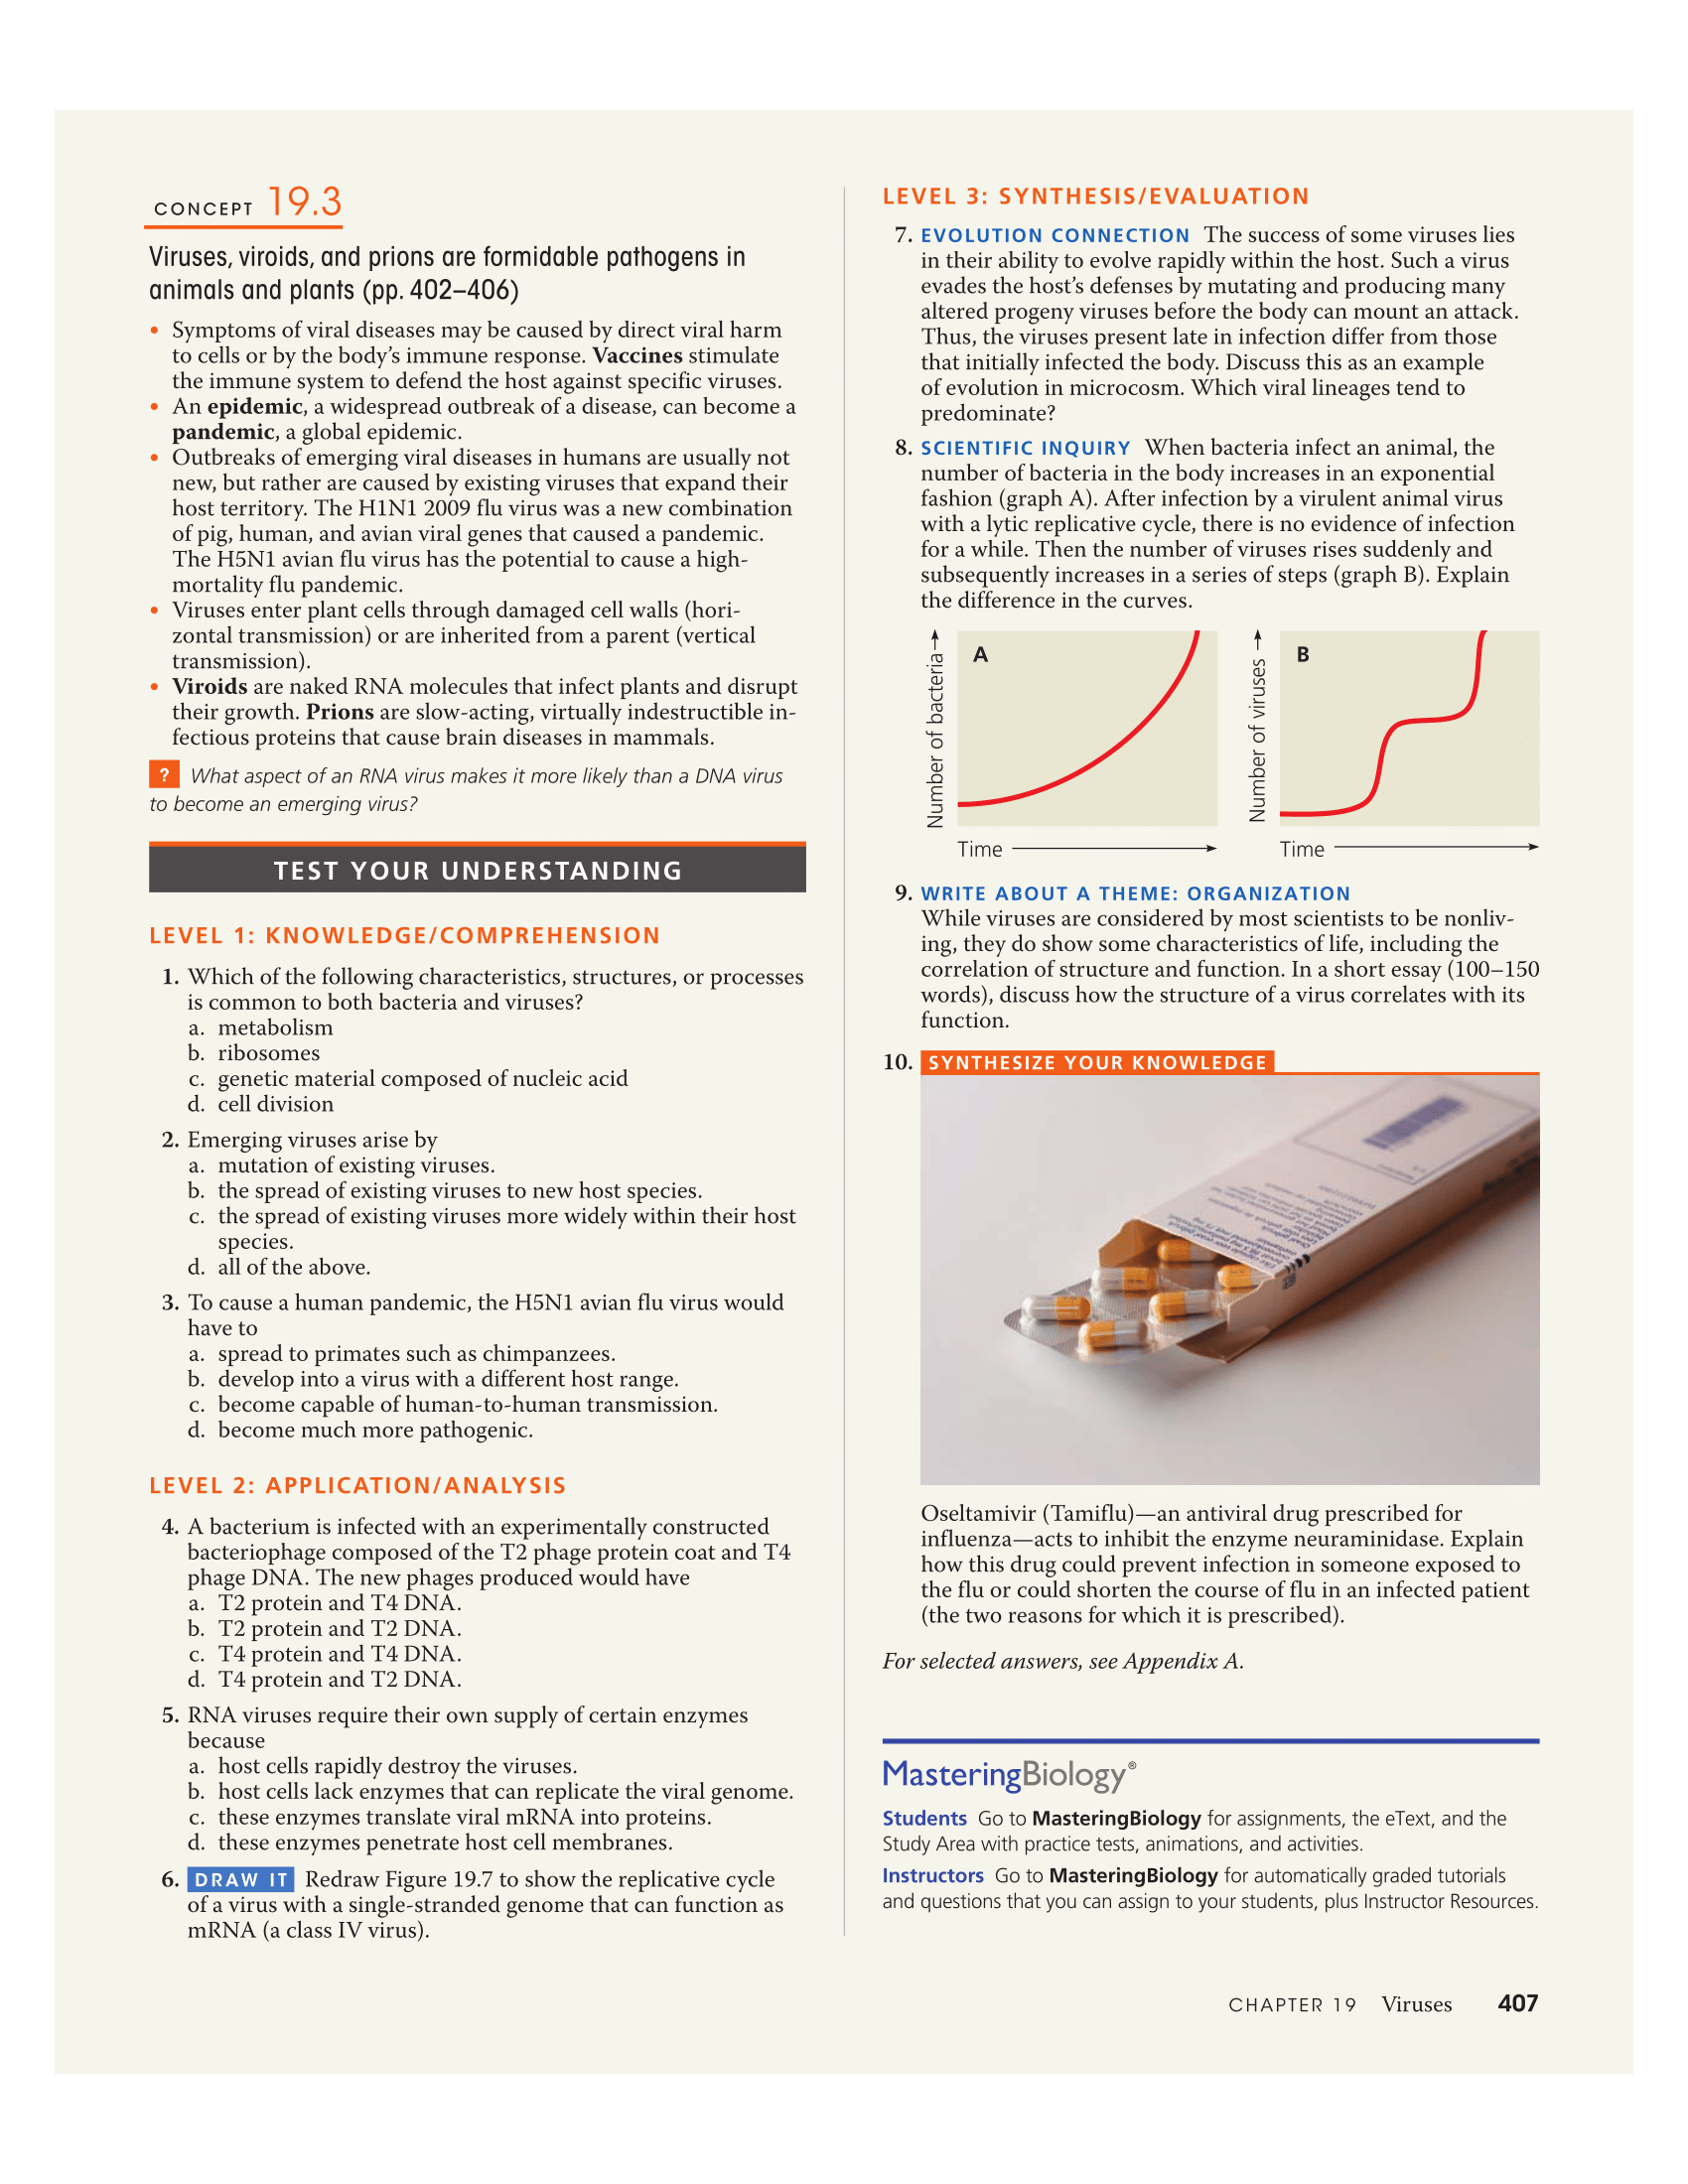 CONCEPT 19.3
Viruses, viroids, and prions are formidable pathogens in
animals and plants (pp. 402–406)
• Symptoms of viral diseases may be caused by direct viral harm
to cells or by the body's immune response. Vaccines stimulate
the immune system to defend the host against specific viruses.
• An epidemic, a widespread outbreak of a disease, can become a
pandemic, a global epidemic.
• Outbreaks of emerging viral diseases in humans are usually not
new, but rather are caused by existing viruses that expand their
host territory. The H1N1 2009 flu virus was a new combination
of pig, human, and avian viral genes that caused a pandemic.
The H5N1 avian flu virus has the potential to cause a high-
mortality flu pandemic.
• Viruses enter plant cells through damaged cell walls (hori-
zontal transmission) or are inherited from a parent (vertical
transmission).
• Viroids are naked RNA molecules that infect plants and disrupt
their growth. Prions are slow-acting, virtually indestructible in-
fectious proteins that cause brain diseases in mammals.
? What aspect of an RNA virus makes it more likely than a DNA virus
to become an emerging virus?
TEST YOUR UNDERSTANDING
LEVEL 1: KNOWLEDGE/COMPREHENSION
1. Which of the following characteristics, structures, or processes
is common to both bacteria and viruses?
a. metabolism
b. ribosomes
c. genetic material composed of nucleic acid
d. cell division
2. Emerging viruses arise by
a. mutation of existing viruses.
b. the spread of existing viruses to new host species.
c. the spread of existing viruses more widely within their host
species.
d. all of the above.
3. To cause a human pandemic, the H5N1 avian flu virus would
have to
a. spread to primates such as chimpanzees.
b. develop into a virus with a different host range.
c. become capable of human-to-human transmission.
d. become much more pathogenic.
LEVEL 2: APPLICATION/ANALYSIS
4. A bacterium is infected with an experimentally constructed
bacteriophage composed of the T2 phage protein coat and T4
phage DNA. The new phages produced would have
a. T2 protein and T4 DNA.
b. T2 protein and T2 DNA.
c. T4 protein and T4 DNA.
d. T4 protein and T2 DNA.
5. RNA viruses require their own supply of certain enzymes
because
a. host cells rapidly destroy the viruses.
b. host cells lack enzymes that can replicate the viral genome.
c. these enzymes translate viral mRNA into proteins.
d. these enzymes penetrate host cell membranes.
6. DRAW IT Redraw Figure 19.7 to show the replicative cycle
of a virus with a single-stranded genome that can function as
mRNA (a class IV virus).
LEVEL 3: SYNTHESIS/EVALUATION
7. EVOLUTION CONNECTION The success of some viruses lies
in their ability to evolve rapidly within the host. Such a virus
evades the host's defenses by mutating and producing many
altered progeny viruses before the body can mount an attack.
Thus, the viruses present late in infection differ from those
that initially infected the body. Discuss this as an example
of evolution in microcosm. Which viral lineages tend to
predominate?
8. SCIENTIFIC INQUIRY When bacteria infect an animal, the
number of bacteria in the body increases in an exponential
fashion (graph A). After infection by a virulent animal virus
with a lytic replicative cycle, there is no evidence of infection
for a while. Then the number of viruses rises suddenly and
subsequently increases in a series of steps (graph B). Explain
the difference in the curves.
Number of bacteria
A
Time
Number of viruses
B
Time
9. WRITE ABOUT A THEME: ORGANIZATION
While viruses are considered by most scientists to be nonliv-
ing, they do show some characteristics of life, including the
correlation of structure and function. In a short essay (100–150
words), discuss how the structure of a virus correlates with its
function.
10. SYNTHESIZE YOUR KNOWLEDGE
Oseltamivir (Tamiflu)—an antiviral drug prescribed for
influenza—acts to inhibit the enzyme neuraminidase. Explain
how this drug could prevent infection in someone exposed to
the flu or could shorten the course of flu in an infected patient
(the two reasons for which it is prescribed).
For selected answers, see Appendix A.
MasteringBiology®
Students Go to MasteringBiology for assignments, the eText, and the
Study Area with practice tests, animations, and activities.
Instructors Go to MasteringBiology for automatically graded tutorials
and questions that you can assign to your students, plus Instructor Resources.
CHAPTER 19 Viruses 407